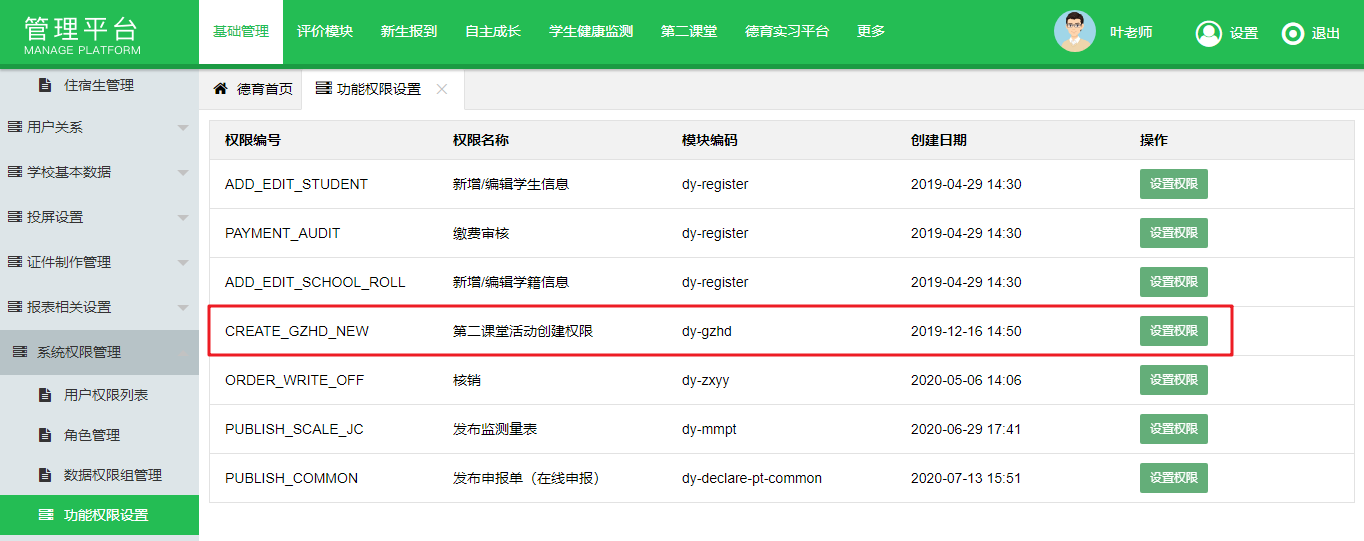 管理平台
MANAGE PLATFORM
基础管理 评价模块 新生报到 自主成长 学生健康监测 第二课堂 德育实习平台 更多
叶老师 设置 退出
住宿生管理
用户关系
学校基本数据
投屏设置
证件制作管理
报表相关设置
系统权限管理
用户权限列表
角色管理
数据权限组管理
功能权限设置
德育首页 功能权限设置
权限编号 权限名称 模块编码 创建日期 操作
ADD_EDIT_STUDENT 新增/编辑学生信息 dy-register 2019-04-29 14:30 设置权限
PAYMENT_AUDIT 缴费审核 dy-register 2019-04-29 14:30 设置权限
ADD_EDIT_SCHOOL_ROLL 新增/编辑学籍信息 dy-register 2019-04-29 14:30 设置权限
CREATE_GZHD_NEW 第二课堂活动创建权限 dy-gzhd 2019-12-16 14:50 设置权限
ORDER_WRITE_OFF 核销 dy-zxyy 2020-05-06 14:06 设置权限
PUBLISH_SCALE_JC 发布监测量表 dy-mmpt 2020-06-29 17:41 设置权限
PUBLISH_COMMON 发布申报单（在线申报） dy-declare-pt-common 2020-07-13 15:51 设置权限